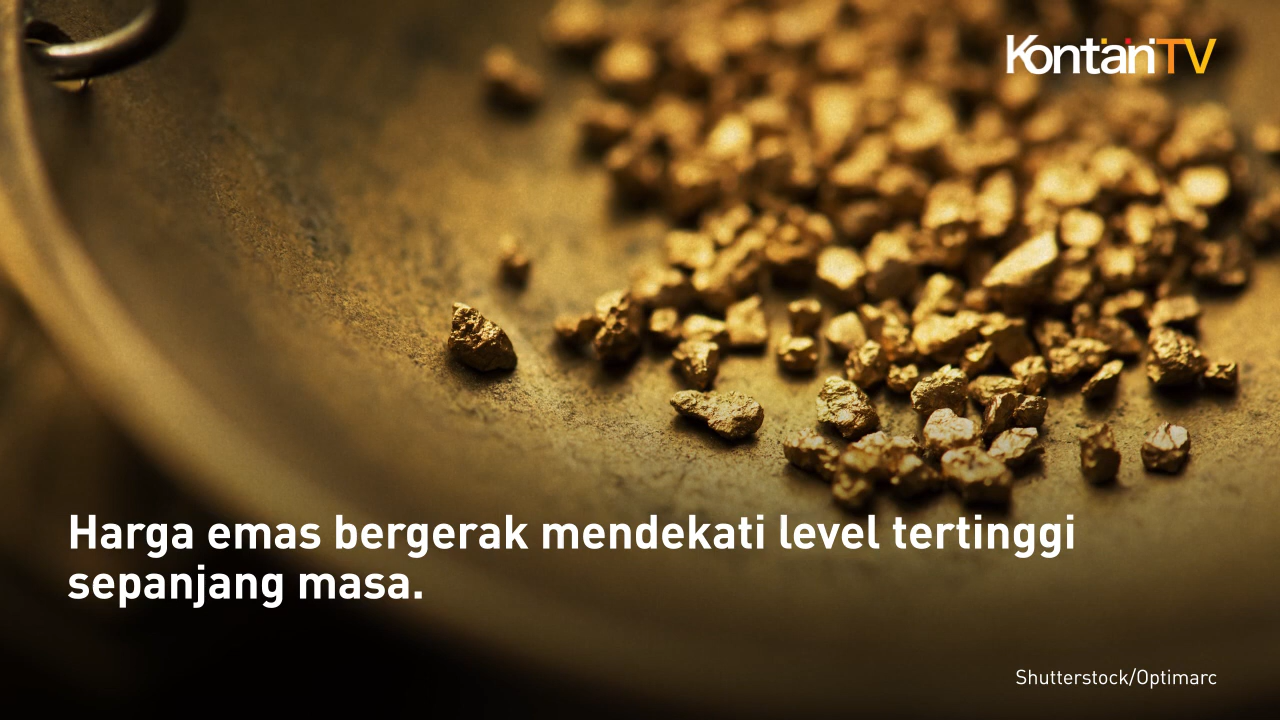 KontanTV
Harga emas bergerak mendekati level tertinggi
sepanjang masa.
Shutterstock/Optimarc